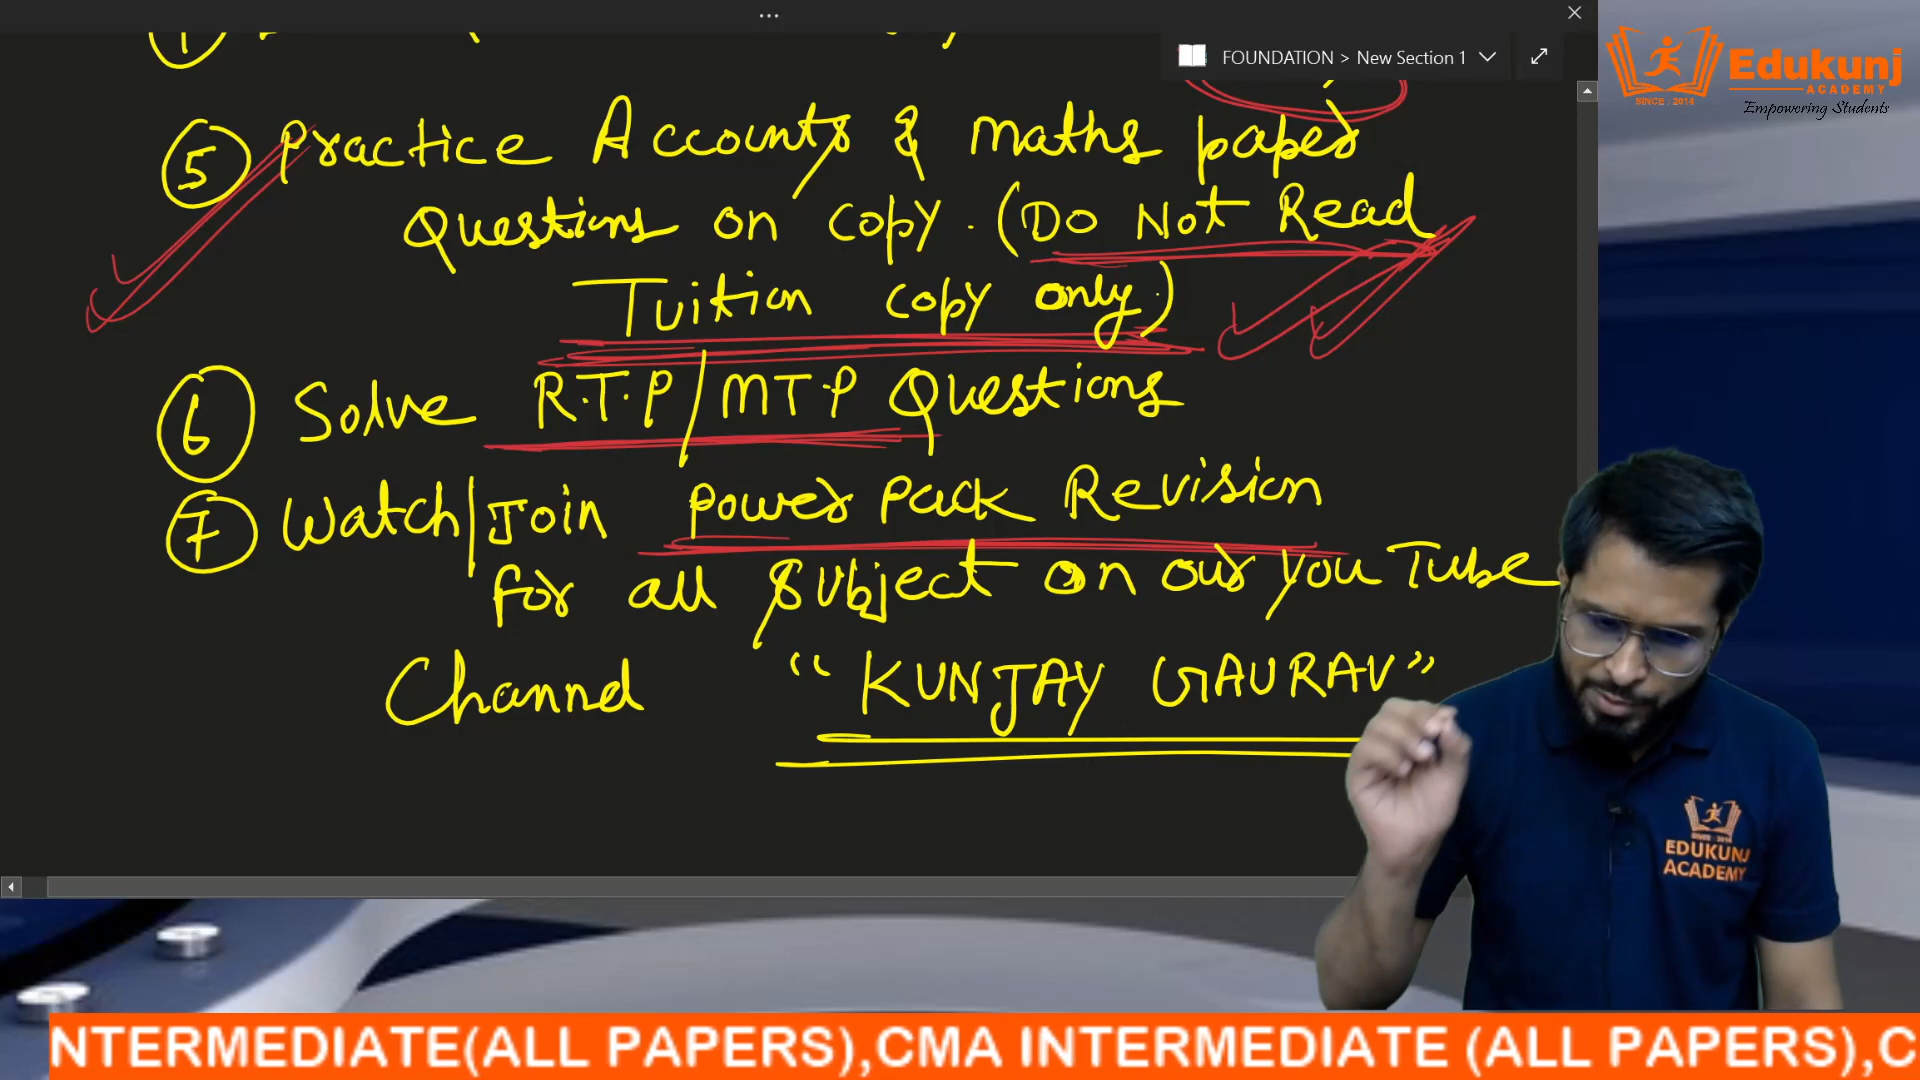 FOUNDATION > New Section 1
Edukunj
ACADEMY
SINCE : 2014
Empowering Students
5 Practice Accounts & maths paper
Questions on copy. (Do Not Read
Tuition copy only.)
6 Solve R.T.P/MTP Questions
7 Watch/Join Power Pack Revision
for all subject on our You Tube
Channel "KUNJAY GAURAV"
EDUKUNJ
ACADEMY
NTERMEDIATE(ALL PAPERS),CMA INTERMEDIATE (ALL PAPERS),C